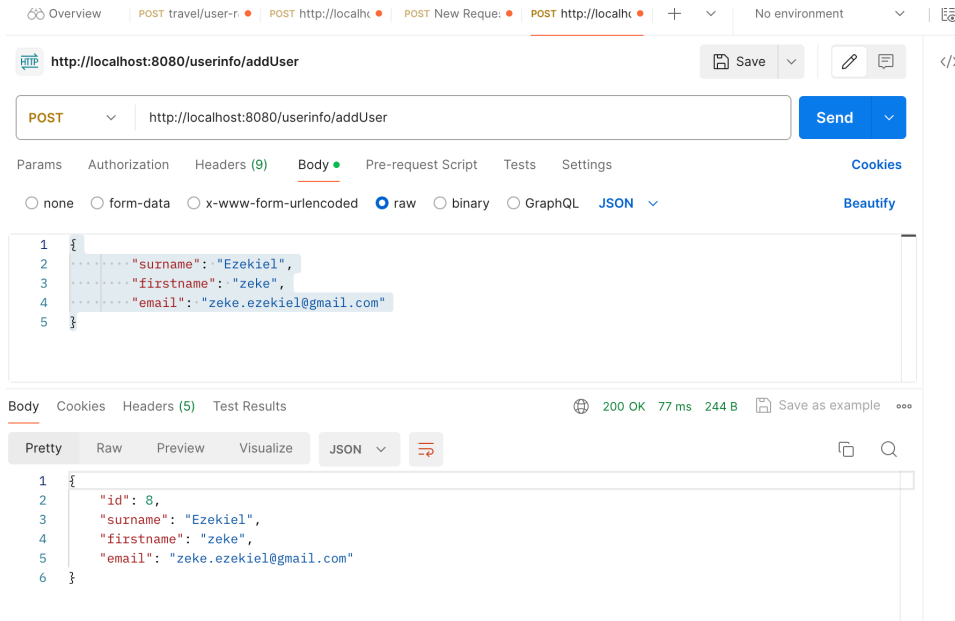 Overview POST travel/user-r POST http://localhc POST New Reques POST http://localhc No environment
HTTP http://localhost:8080/userinfo/addUser Save
POST http://localhost:8080/userinfo/addUser Send
Params Authorization Headers (9) Body Pre-request Script Tests Settings Cookies
none form-data x-www-form-urlencoded raw binary GraphQL JSON Beautify
1 {
2 "surname": "Ezekiel",
3 "firstname": "zeke",
4 "email": "zeke.ezekiel@gmail.com"
5 }
Body Cookies Headers (5) Test Results 200 OK 77 ms 244 B Save as example
Pretty Raw Preview Visualize JSON
1 {
2 "id": 8,
3 "surname": "Ezekiel",
4 "firstname": "zeke",
5 "email": "zeke.ezekiel@gmail.com"
6 }